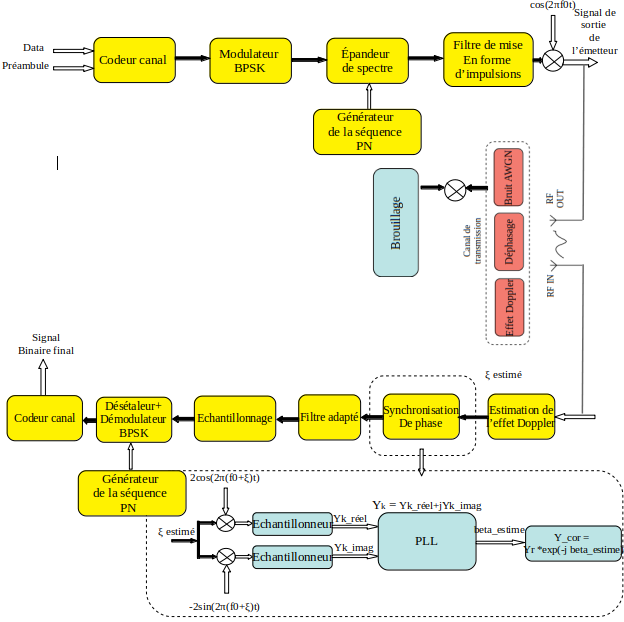 cos(2πf0t)
Signal de
sortie
de
l'émetteur
Data
Préambule
Codeur canal
Modulateur
BPSK
Épandeur
de spectre
Filtre de mise
En forme
d'impulsions
Générateur
de la séquence
PN
Brouillage
Canal de
transmission
Bruit AWGN
Déphasage
Effet Doppler
RF
OUT
RF IN
Signal
Binaire final
ξ estimé
Codeur canal
Désétaleur+
Démodulateur
BPSK
Echantillonnage
Filtre adapté
Synchronisation
De phase
Estimation de
l'effet Doppler
Générateur
de la séquence
PN
2cos(2π(f0+ξ)t)
ξ estimé
Echantillonneur
Yk_réel
Echantillonneur
Yk_imag
Yk = Yk_réel+jYk_imag
PLL
beta_estime
Y_cor =
Yr *exp(-j beta_estime)
-2sin(2π(f0+ξ)t)